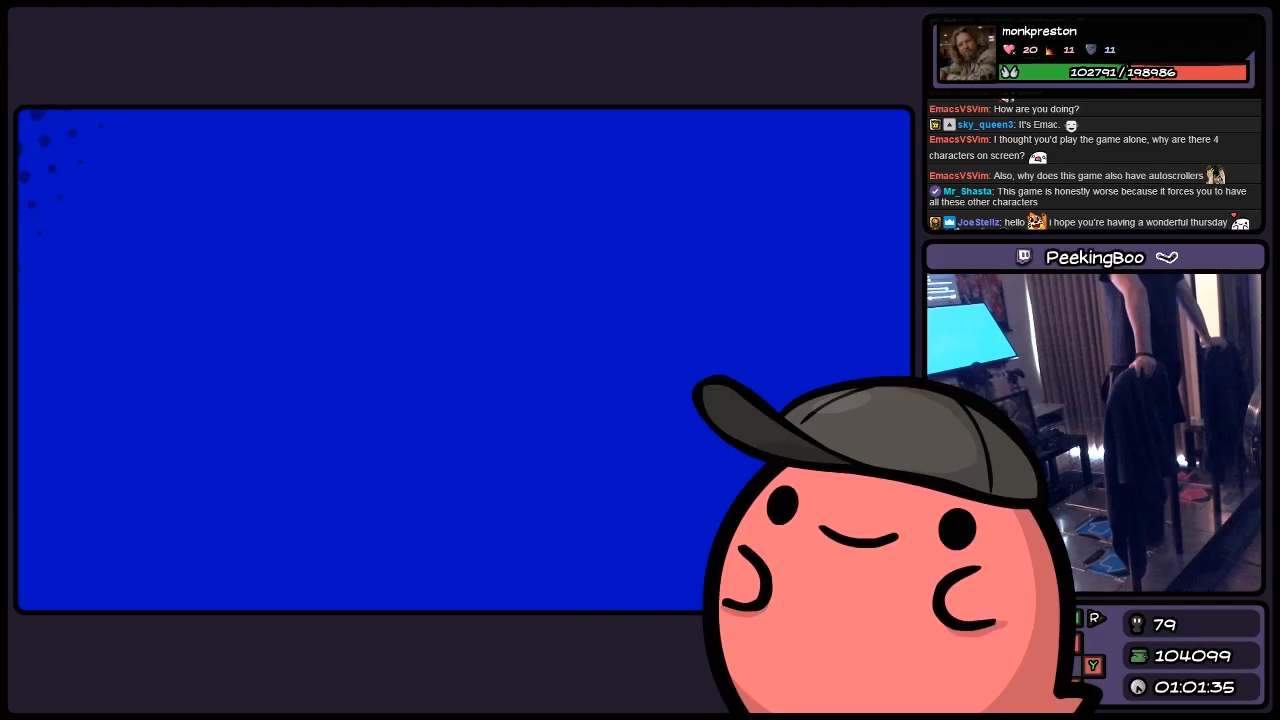 monkpreston
20 11 11
102791/198986
EmacsVSVim: How are you doing?
sky_queen3: It's Emac.
EmacsVSVim: I thought you'd play the game alone, why are there 4
characters on screen?
EmacsVSVim: Also, why does this game also have autoscrollers
Mr_Shasta: This game is honestly worse because it forces you to have
all these other characters
JoeStellz: hello i hope you're having a wonderful thursday
PeekingBoo
R
79
104099
Y
01:01:35